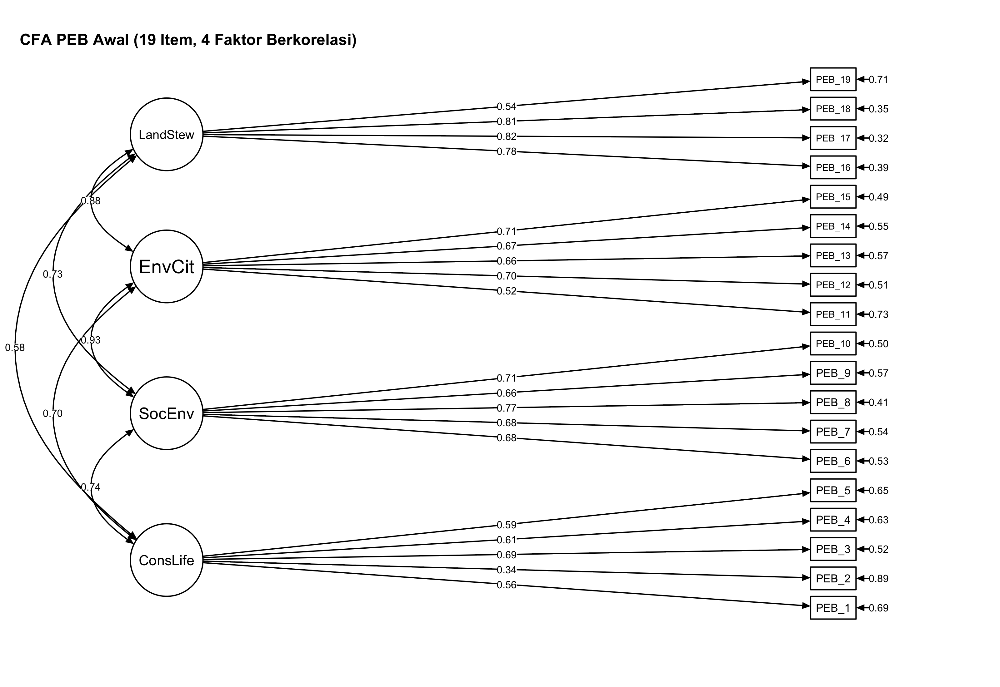 CFA PEB Awal (19 Item, 4 Faktor Berkorelasi)
PEB_19
0.71
0.54
PEB_18
0.35
0.81
LandStew
PEB_17
0.32
0.82
0.78
PEB_16
0.39
0.88
PEB_15
0.49
0.71
PEB_14
0.55
0.67
PEB_13
0.57
0.66
EnvCit
0.73
0.70
PEB_12
0.51
0.52
PEB_11
0.73
0.93
PEB_10
0.50
0.58
0.71
PEB_9
0.57
0.66
PEB_8
0.41
0.77
SocEnv
0.70
0.68
PEB_7
0.54
0.68
PEB_6
0.53
0.74
PEB_5
0.65
0.59
PEB_4
0.63
0.61
PEB_3
0.52
0.69
ConsLife
0.34
PEB_2
0.89
0.56
PEB_1
0.69